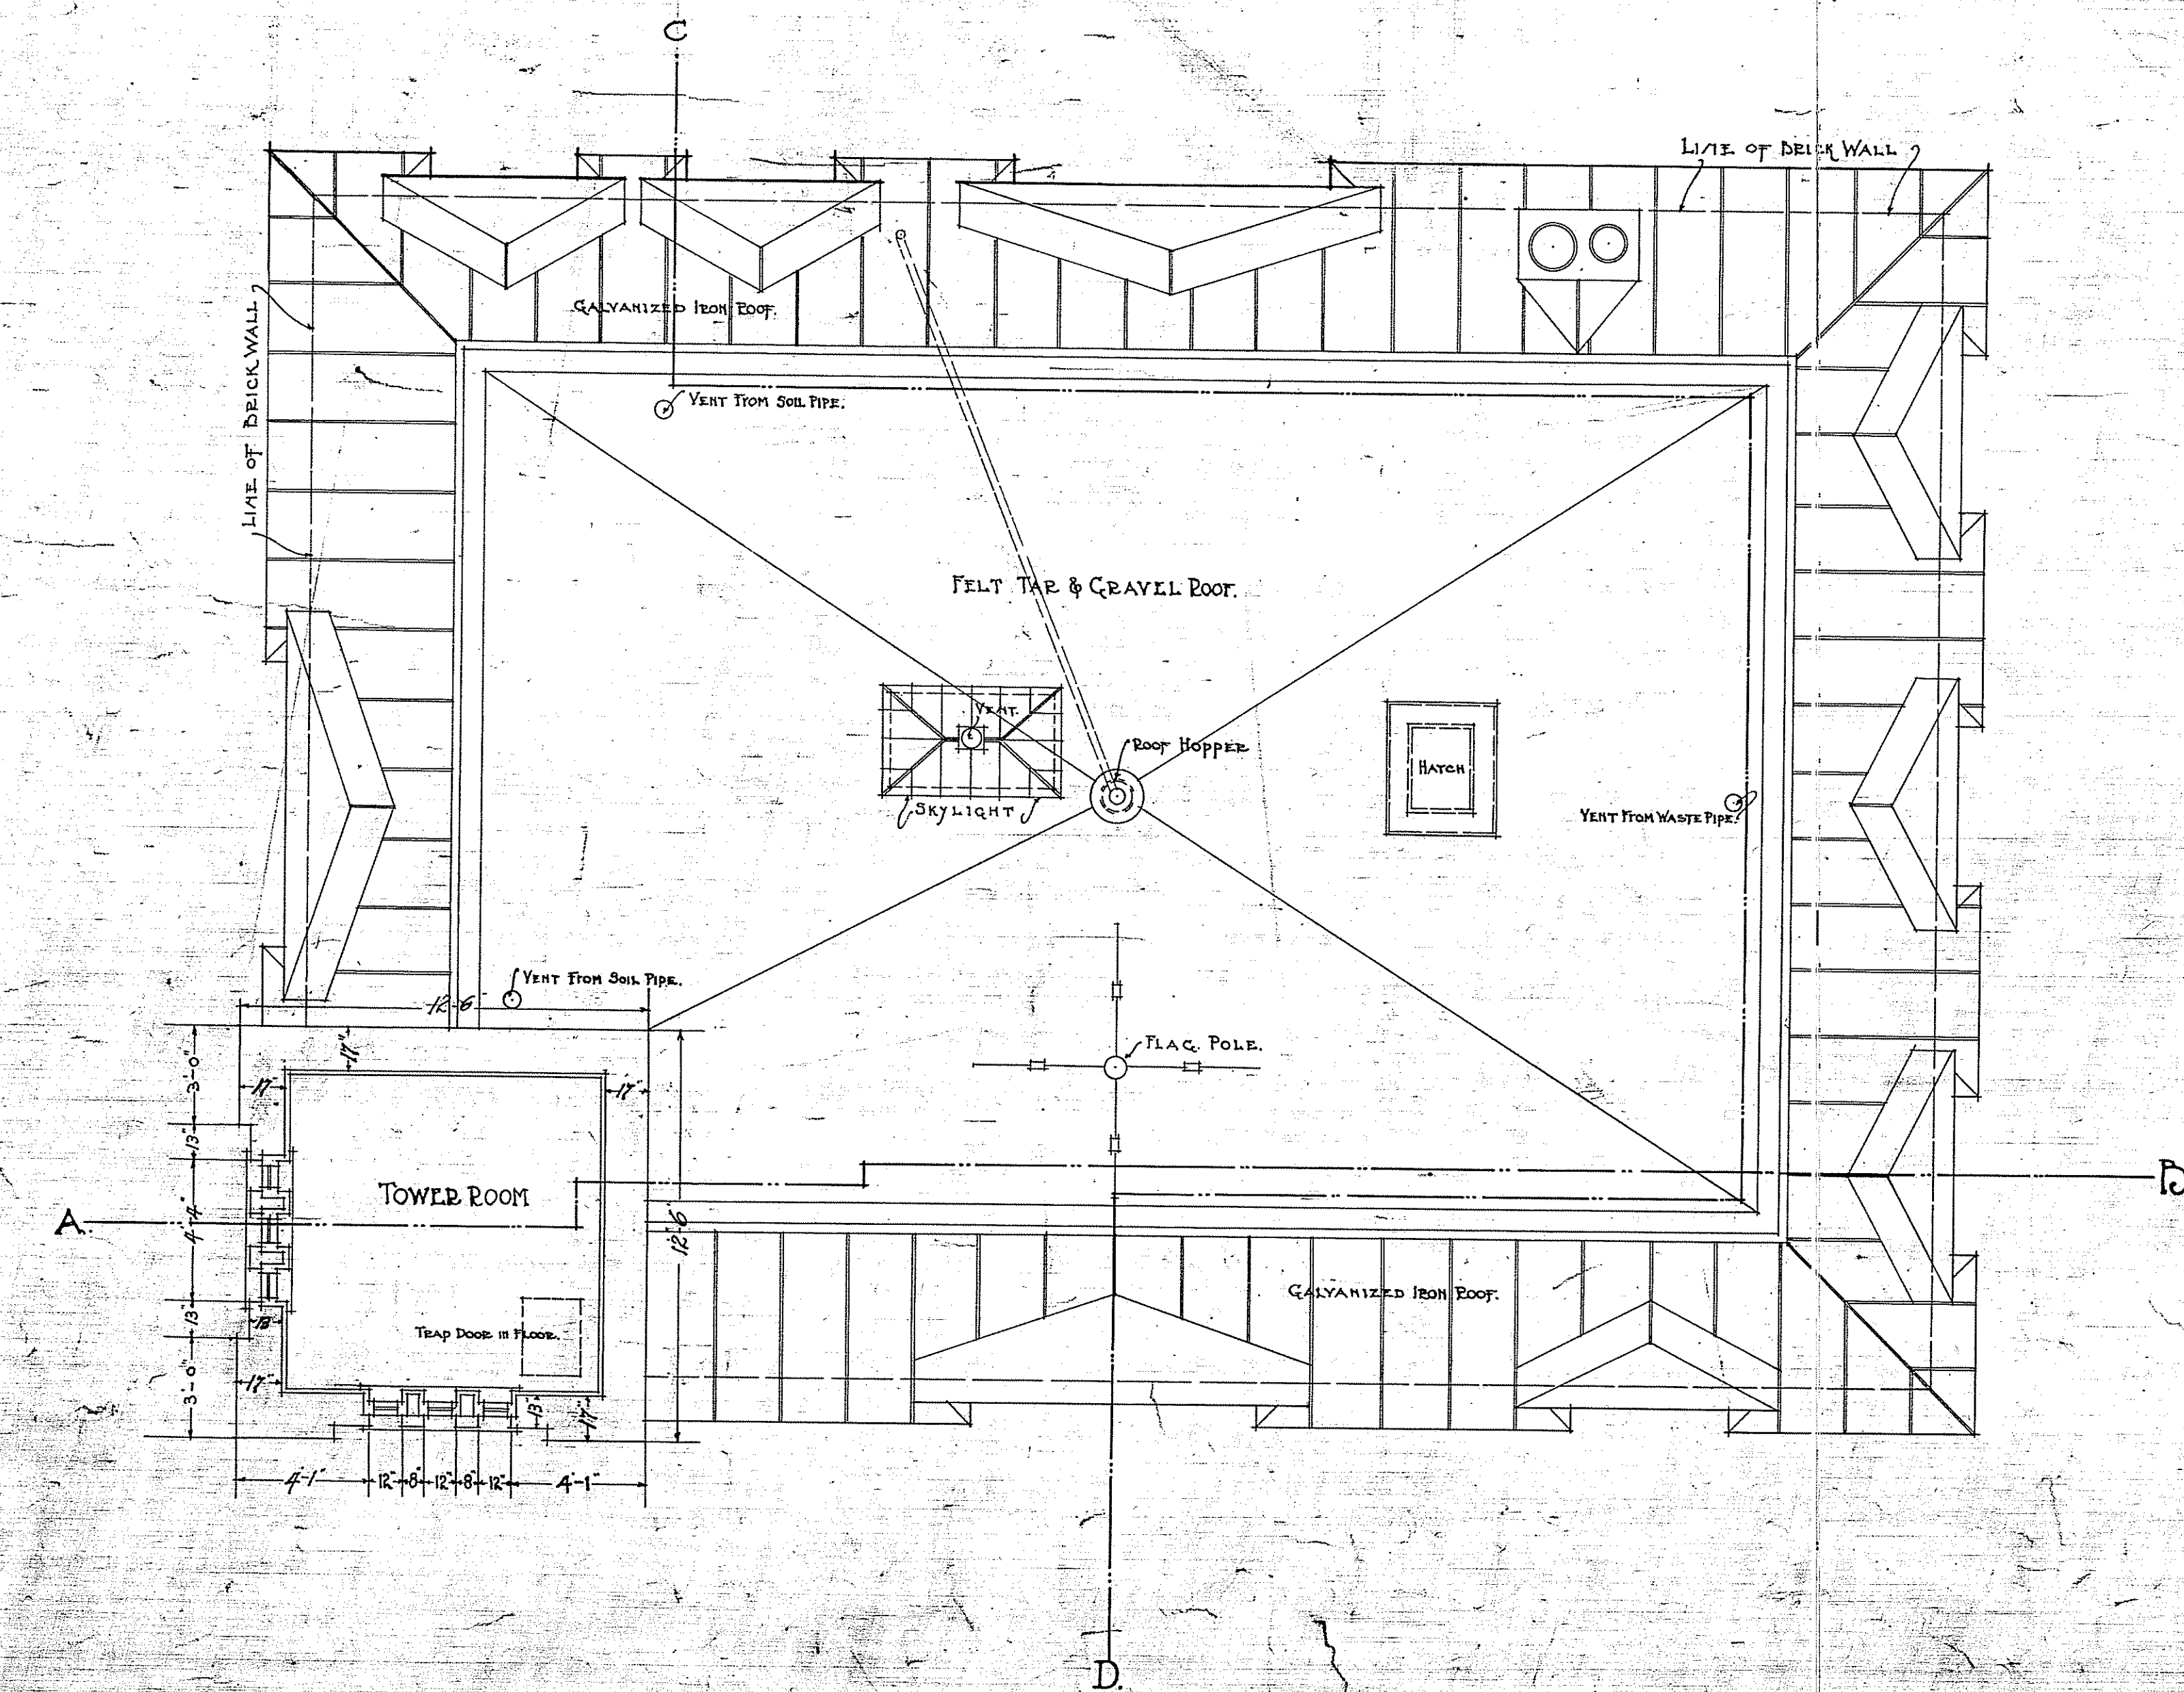 C
LINE OF BRICK WALL
GALVANIZED IRON ROOF.
LINE OF BRICK WALL
VENT FROM SOIL PIPE.
FELT TAR & GRAVEL ROOF.
VENT.
ROOF HOPPER
HATCH
SKYLIGHT
VENT FROM WASTE PIPE.
VENT FROM SOIL PIPE.
12'-6"
17"
3'-0"
FLAG POLE.
17"
17"
13"
TOWER ROOM
B
A.
4'-4"
12'-6"
GALVANIZED IRON ROOF.
13"
13"
TRAP DOOR IN FLOOR.
3'-0"
17"
13"
17"
4'-1" 12" 8" 12" 8" 12" 4'-1"
D.